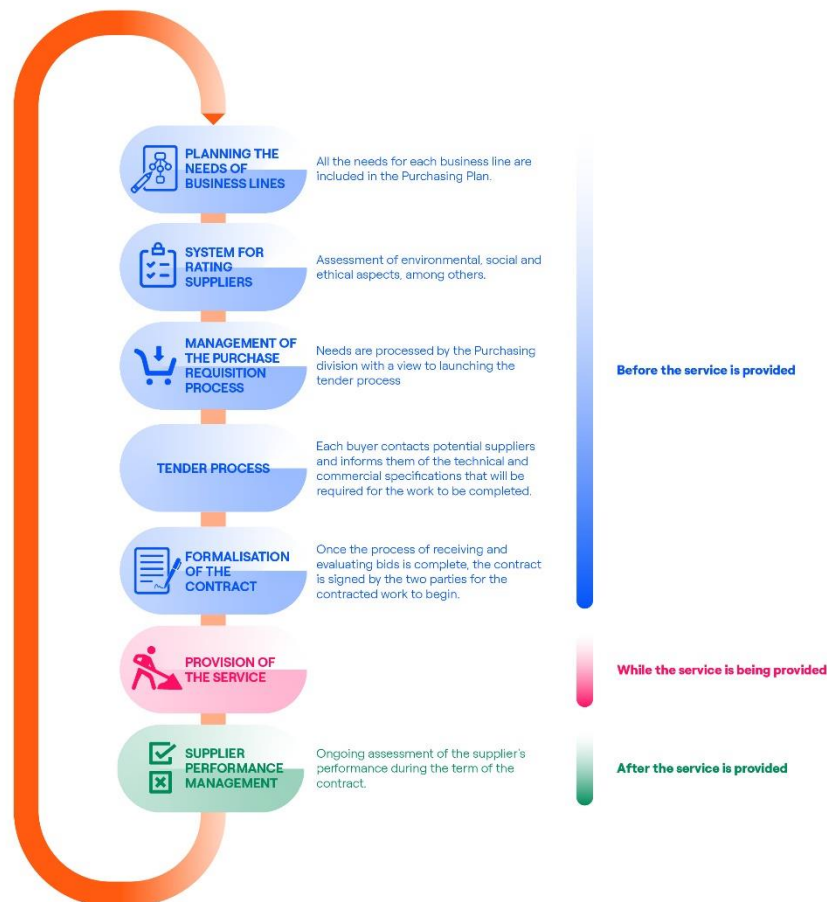 PLANNING THE
NEEDS OF
BUSINESS LINES
All the needs for each business line are
included in the Purchasing Plan.
SYSTEM FOR
RATING
SUPPLIERS
Assessment of environmental, social and
ethical aspects, among others.
MANAGEMENT OF
THE PURCHASE
REQUISITION
PROCESS
Needs are processed by the Purchasing
division with a view to launching the
tender process
Before the service is provided
TENDER PROCESS
Each buyer contacts potential suppliers
and informs them of the technical and
commercial specifications that will be
required for the work to be completed.
FORMALISATION
OF THE
CONTRACT
Once the process of receiving and
evaluating bids is complete, the contract
is signed by the two parties for the
contracted work to begin.
PROVISION OF
THE SERVICE
While the service is being provided
SUPPLIER
PERFORMANCE
MANAGEMENT
Ongoing assessment of the supplier's
performance during the term of the
contract.
After the service is provided